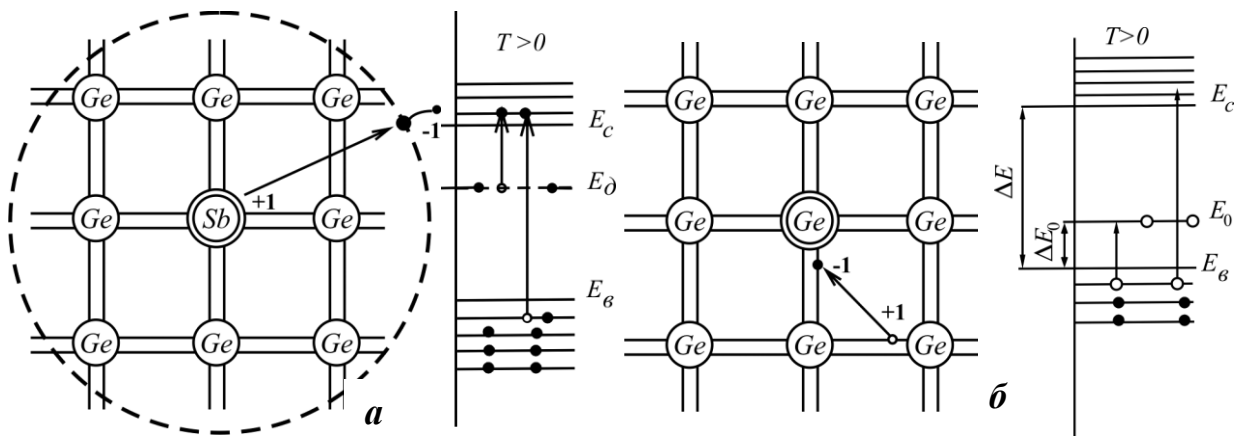 Ge Ge Ge
-1
+1
Ge Sb Ge
Ge Ge Ge
а
T>0
E_c
E_д
E_в
Ge Ge Ge
Ge Ge Ge
-1
+1
Ge Ge Ge
б
T>0
E_c
ΔE
E_0
ΔE_0
E_в